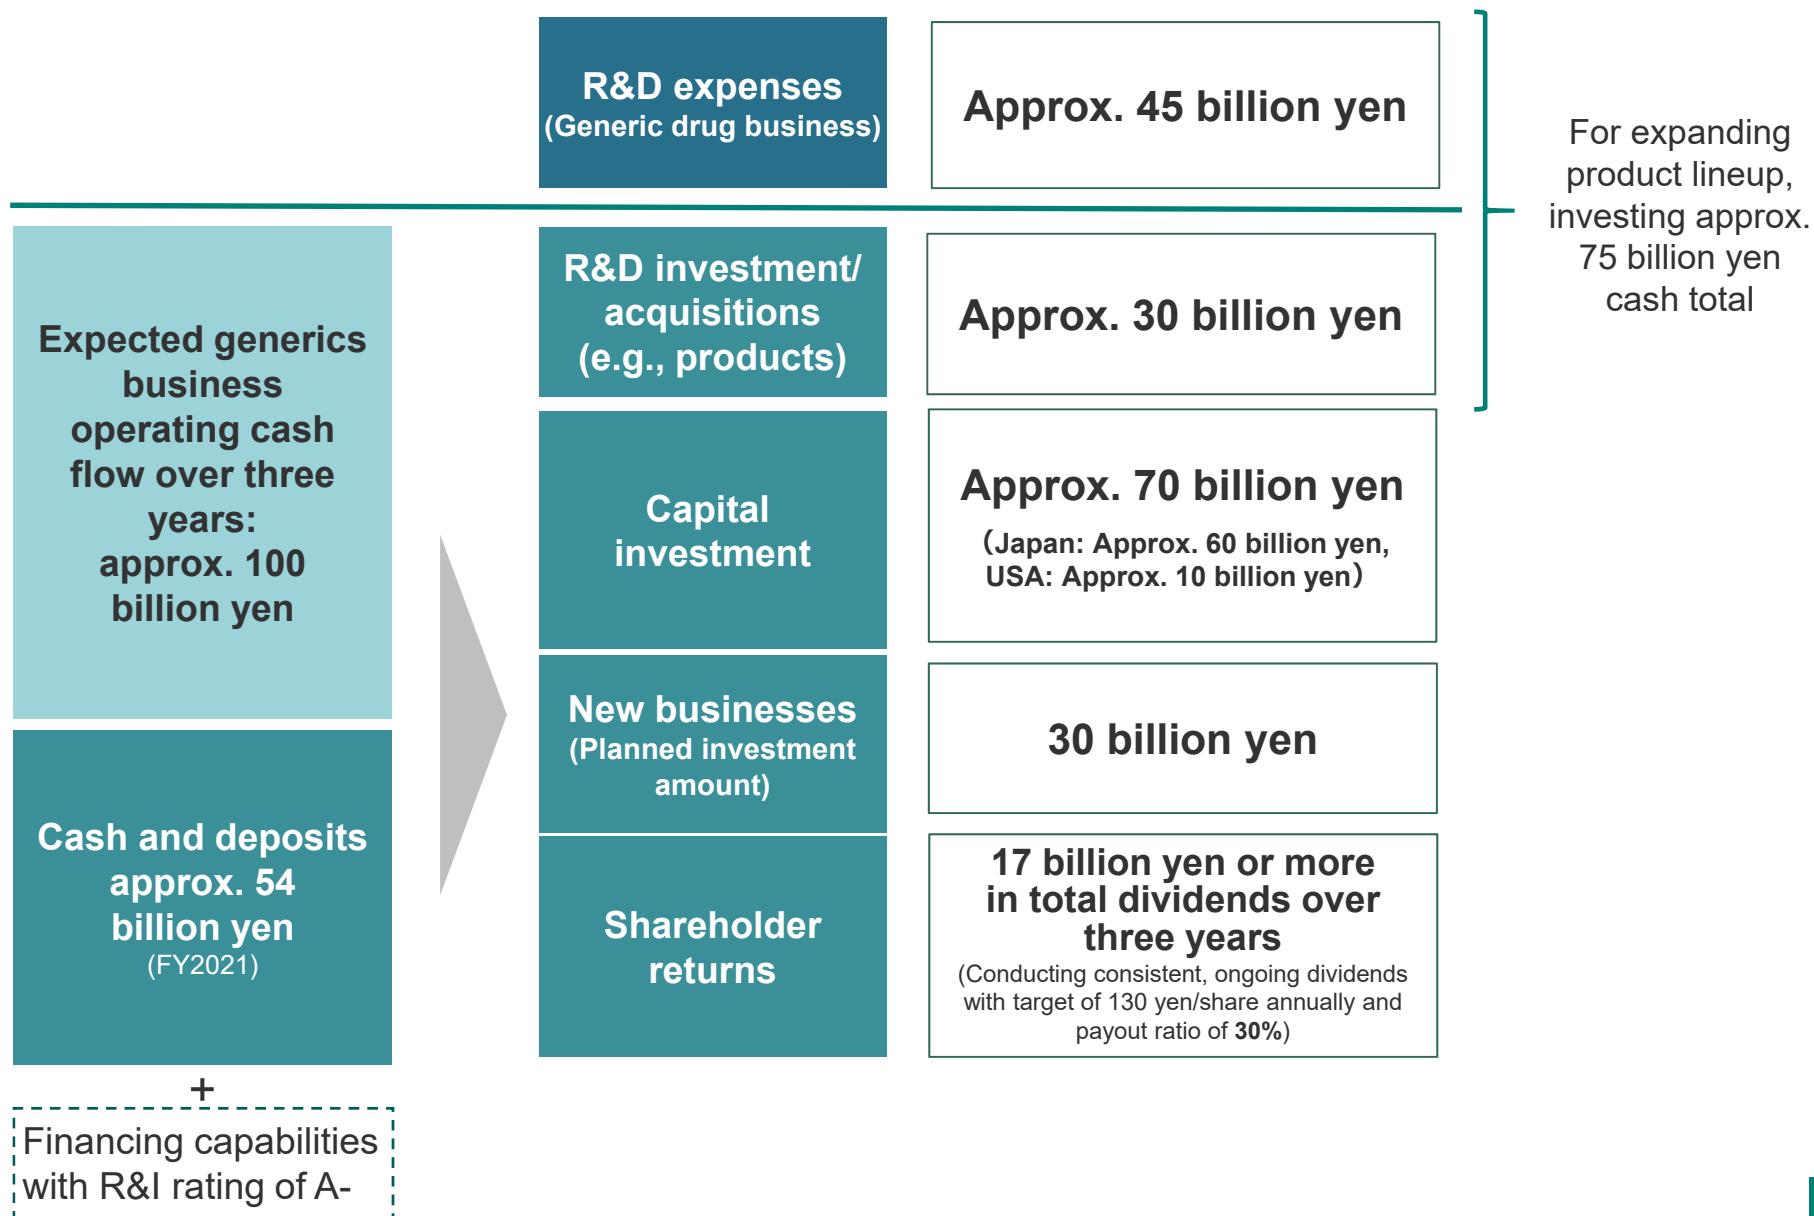 R&D expenses
(Generic drug business)
Approx. 45 billion yen
For expanding
product lineup,
investing approx.
75 billion yen
cash total
Expected generics
business
operating cash
flow over three
years:
approx. 100
billion yen
R&D investment/
acquisitions
(e.g., products)
Approx. 30 billion yen
Capital
investment
Approx. 70 billion yen
（Japan: Approx. 60 billion yen,
USA: Approx. 10 billion yen）
New businesses
(Planned investment
amount)
30 billion yen
Cash and deposits
approx. 54
billion yen
(FY2021)
Shareholder
returns
17 billion yen or more
in total dividends over
three years
(Conducting consistent, ongoing dividends
with target of 130 yen/share annually and
payout ratio of 30%)
+
Financing capabilities
with R&I rating of A-